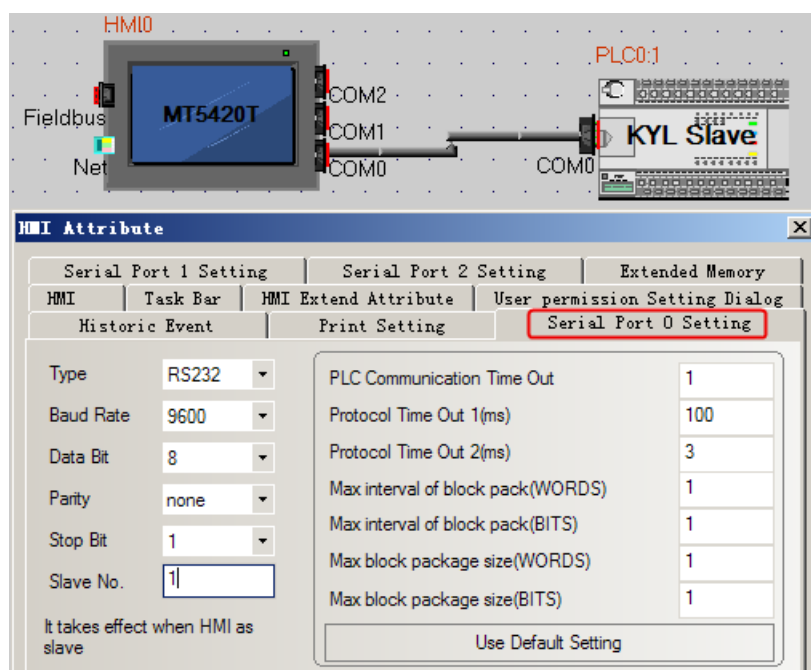 HMI0
PLC0:1
COM2
Fieldbus
MT5420T
COM1
KYL Slave
Net
COM0
COM0
HMI Attribute
Serial Port 1 Setting
Serial Port 2 Setting
Extended Memory
HMI
Task Bar
HMI Extend Attribute
User permission Setting Dialog
Historic Event
Print Setting
Serial Port 0 Setting
Type RS232
Baud Rate 9600
Data Bit 8
Parity none
Stop Bit 1
Slave No. 1
It takes effect when HMI as
slave
PLC Communication Time Out 1
Protocol Time Out 1(ms) 100
Protocol Time Out 2(ms) 3
Max interval of block pack(WORDS) 1
Max interval of block pack(BITS) 1
Max block package size(WORDS) 1
Max block package size(BITS) 1
Use Default Setting